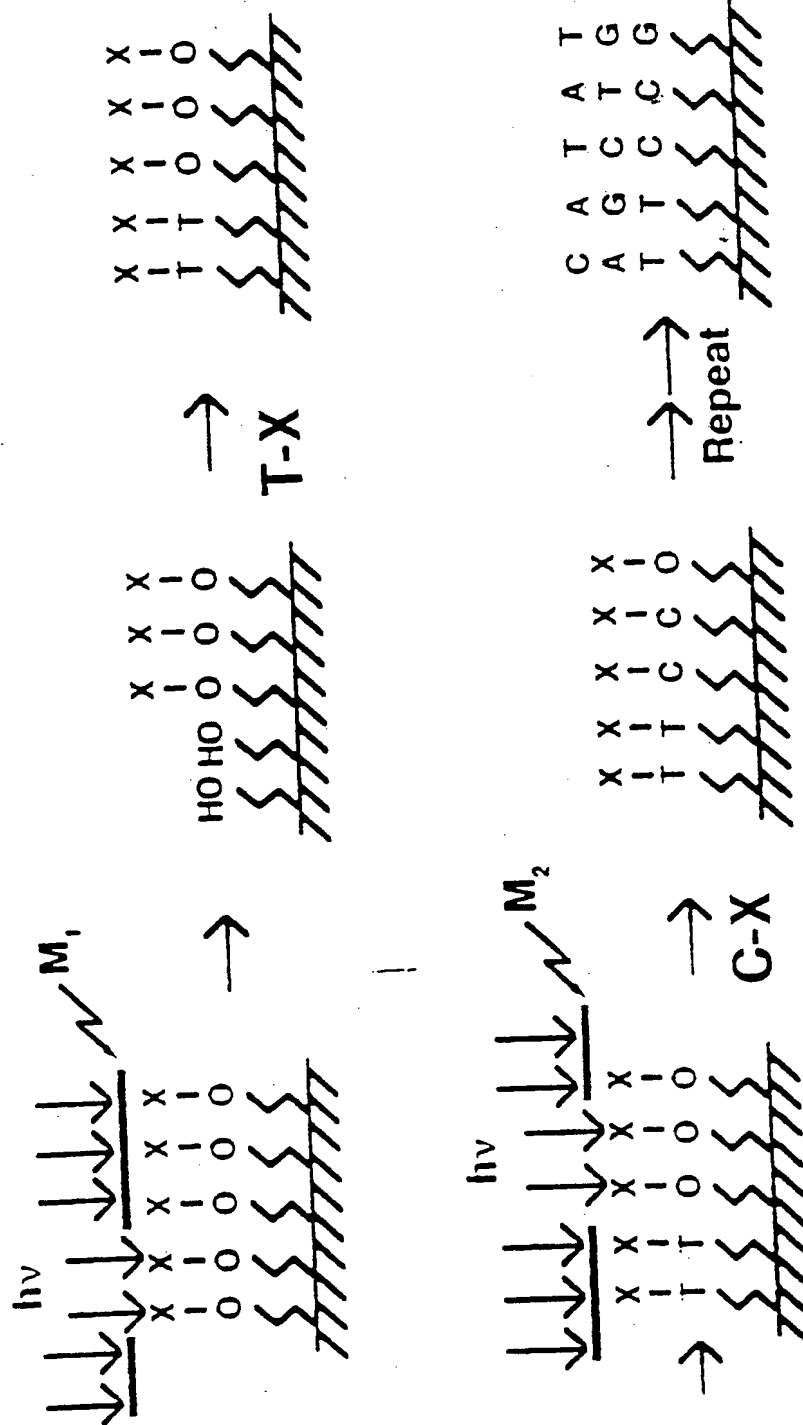 hν
M₁
X X X X X
O O O O O
X X X
HO HO O O O
T-X
X X X X X
T T O O O
hν
M₂
X X X X X
T T O O O
C-X
X X X X X
T T C C O
Repeat
C A T A T
A G C T G
T T C C G